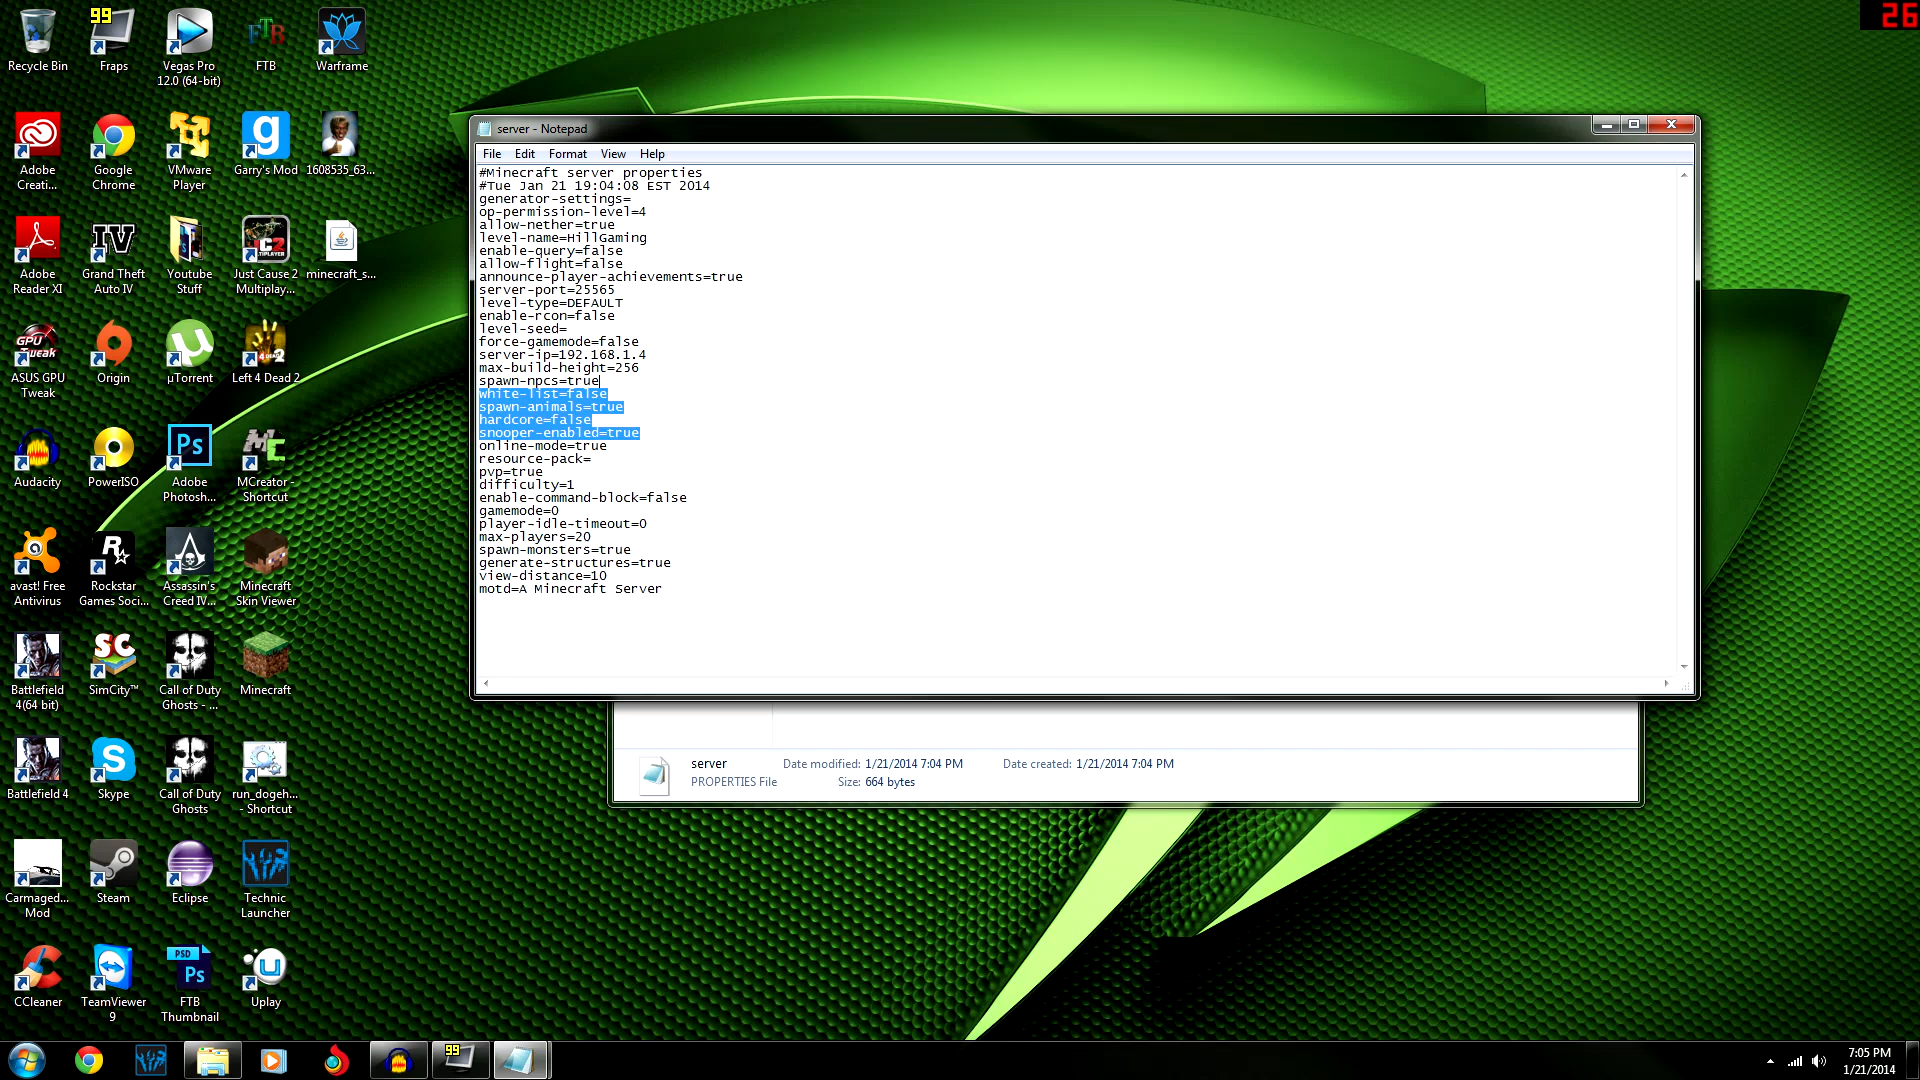 99
26
Recycle Bin
Fraps
Vegas Pro
12.0 (64-bit)
FTB
FTB
Warframe
Adobe
Creati...
Google
Chrome
VMware
Player
g
Garry's Mod
1608535_63...
Adobe
Reader XI
IV
Grand Theft
Auto IV
Youtube
Stuff
Just Cause 2
Multiplay...
minecraft_s...
ASUS GPU
Tweak
Origin
µTorrent
Left 4 Dead 2
Audacity
PowerISO
Ps
Adobe
Photosh...
MCreator -
Shortcut
avast! Free
Antivirus
Rockstar
Games Soci...
Assassin's
Creed IV...
Minecraft
Skin Viewer
Battlefield
4(64 bit)
SC
SimCity™
Call of Duty
Ghosts - ...
Minecraft
Battlefield 4
Skype
Call of Duty
Ghosts
run_dogeh...
- Shortcut
Carmaged...
Mod
Steam
Eclipse
Technic
Launcher
CCleaner
TeamViewer
9
PSD
Ps
FTB
Thumbnail
Uplay
server - Notepad
File Edit Format View Help
#Minecraft server properties
#Tue Jan 21 19:04:08 EST 2014
generator-settings=
op-permission-level=4
allow-nether=true
level-name=HillGaming
enable-query=false
allow-flight=false
announce-player-achievements=true
server-port=25565
level-type=DEFAULT
enable-rcon=false
level-seed=
force-gamemode=false
server-ip=192.168.1.4
max-build-height=256
spawn-npcs=true
white-list=false
spawn-animals=true
hardcore=false
snooper-enabled=true
online-mode=true
resource-pack=
pvp=true
difficulty=1
enable-command-block=false
gamemode=0
player-idle-timeout=0
max-players=20
spawn-monsters=true
generate-structures=true
view-distance=10
motd=A Minecraft Server
server Date modified: 1/21/2014 7:04 PM Date created: 1/21/2014 7:04 PM
PROPERTIES File Size: 664 bytes
99
7:05 PM
1/21/2014